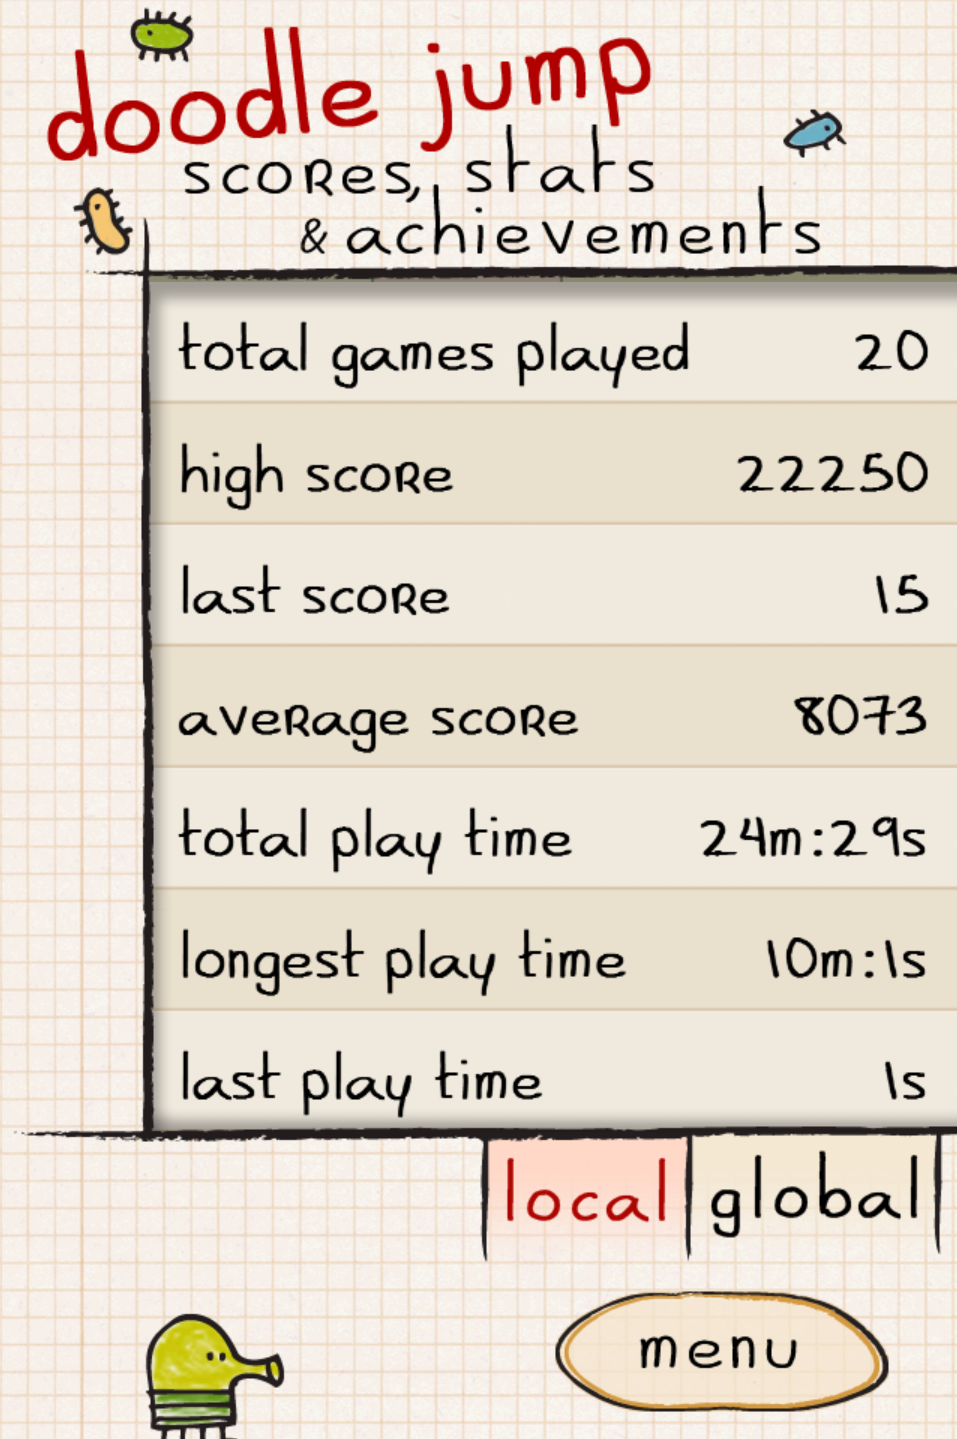 doodle jump
scores, stats
& achievements
total games played 20
high score 22250
last score 15
average score 8073
total play time 24m:29s
longest play time 10m:1s
last play time 1s
local global
menu